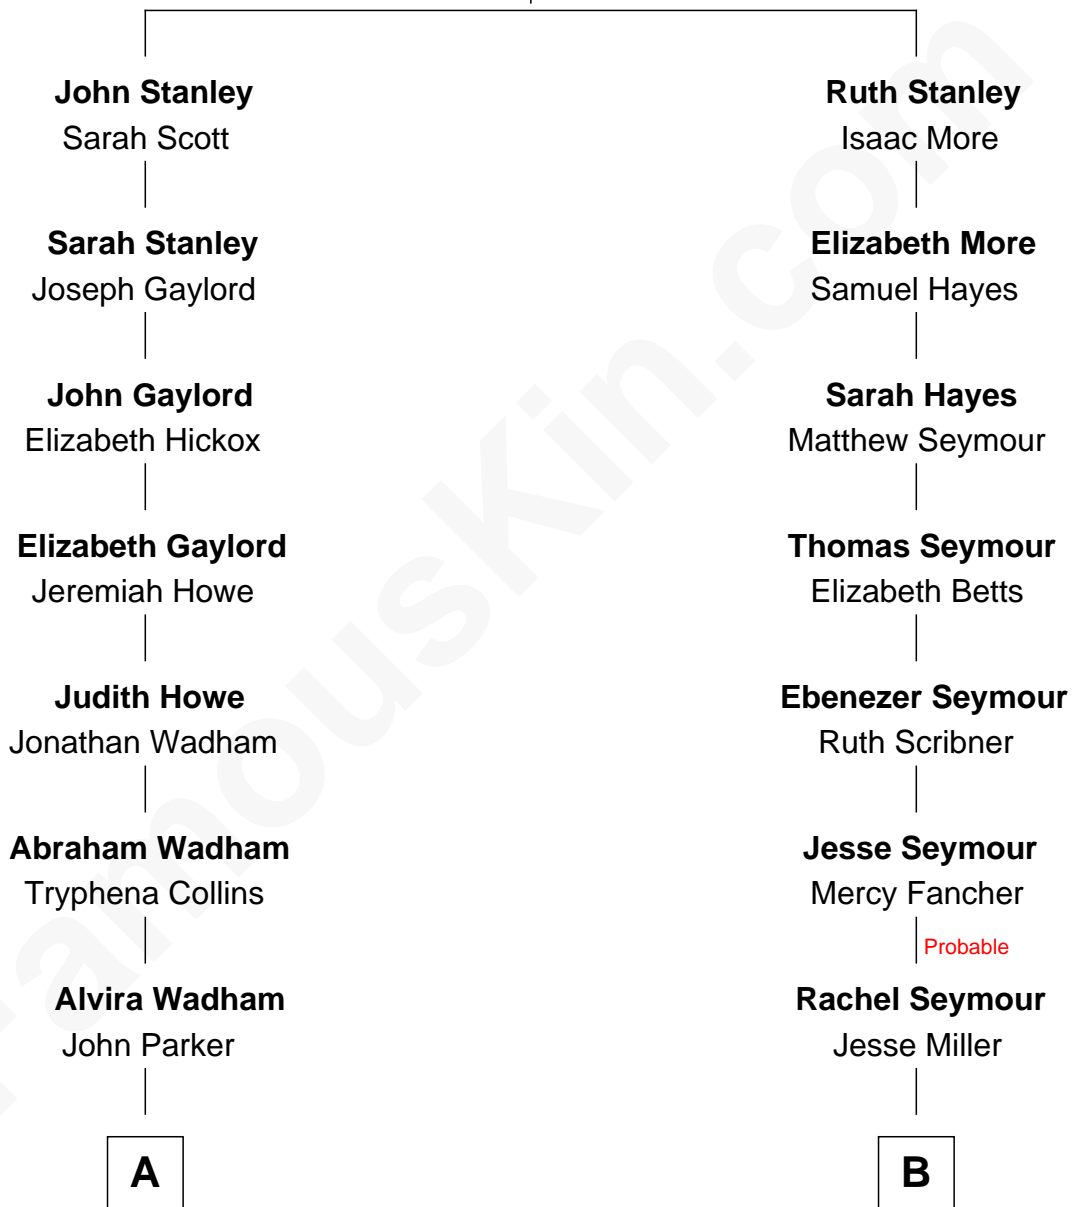 John Stanley
Sarah Scott
Sarah Stanley
Joseph Gaylord
John Gaylord
Elizabeth Hickox
Elizabeth Gaylord
Jeremiah Howe
Judith Howe
Jonathan Wadham
Abraham Wadham
Tryphena Collins
Alvira Wadham
John Parker
A
Ruth Stanley
Isaac More
Elizabeth More
Samuel Hayes
Sarah Hayes
Matthew Seymour
Thomas Seymour
Elizabeth Betts
Ebenezer Seymour
Ruth Scribner
Jesse Seymour
Mercy Fancher
Probable
Rachel Seymour
Jesse Miller
B
FamousKin.com